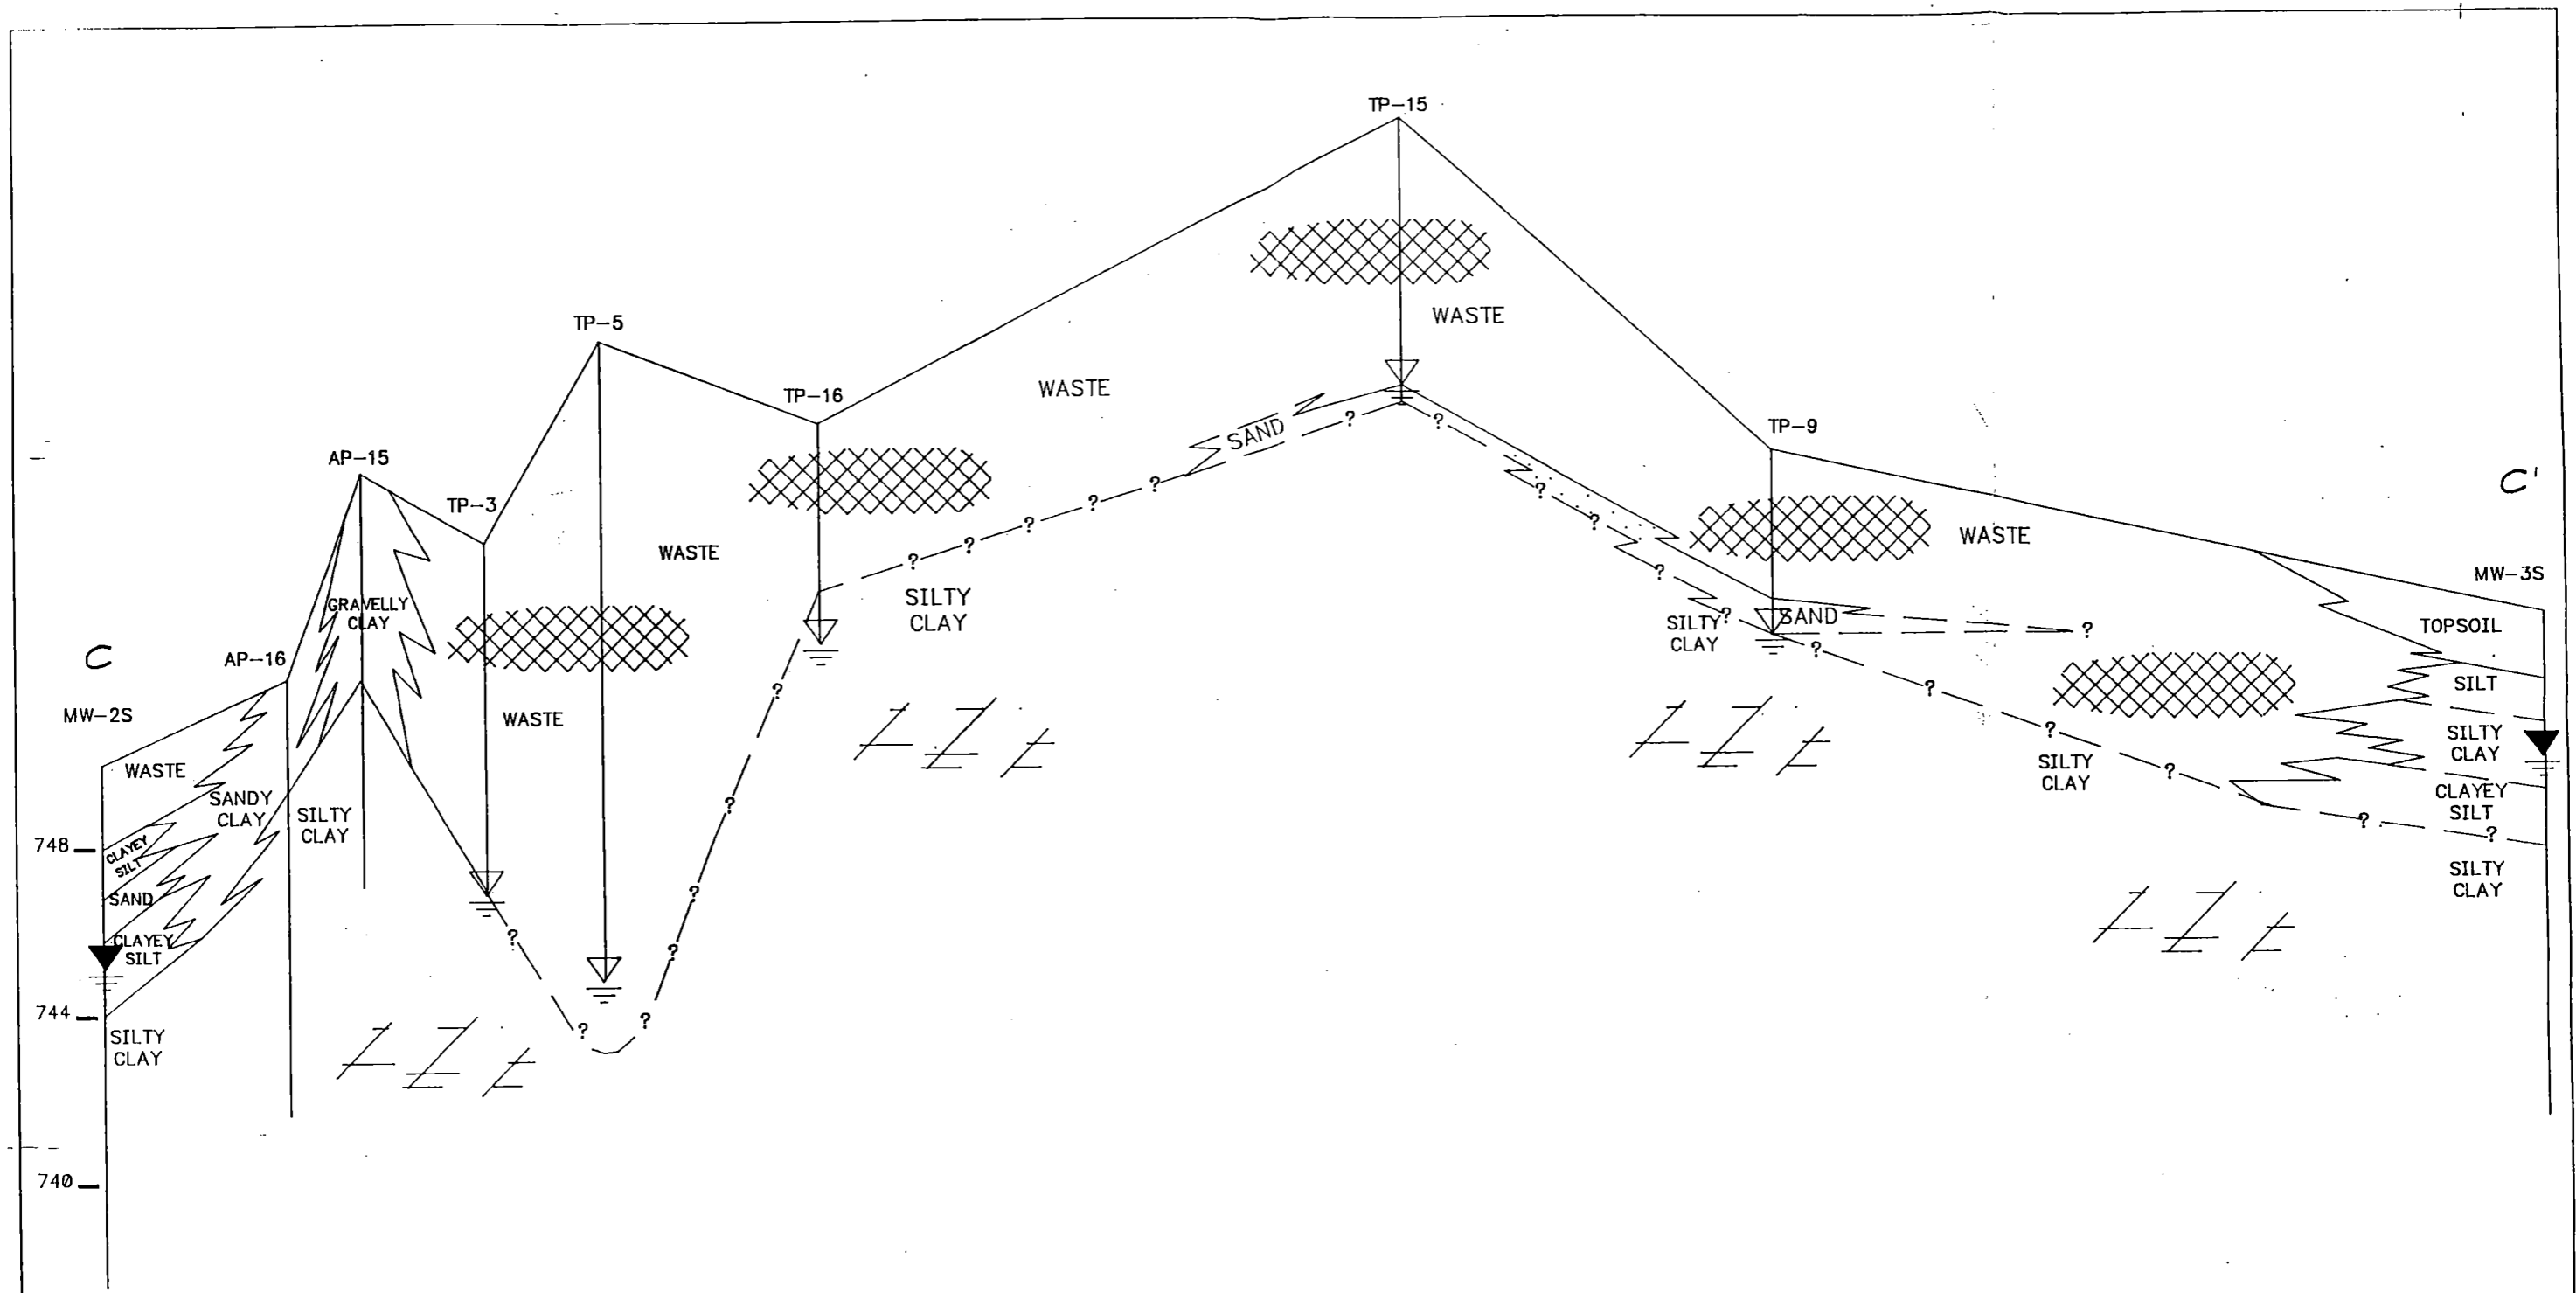 TP-15
TP-5
TP-16
WASTE
WASTE
SAND
TP-9
AP-15
TP-3
C'
WASTE
WASTE
MW-3S
GRAVELLY
CLAY
SILTY
CLAY
SILTY
CLAY
SAND
TOPSOIL
C
AP-16
SILT
MW-2S
WASTE
SILTY
CLAY
SILTY
CLAY
WASTE
SANDY
CLAY
SILTY
CLAY
CLAYEY
SILT
748
CLAYEY
SILT
SILTY
CLAY
SAND
CLAYEY
SILT
744
SILTY
CLAY
740
? ? ? ? ? ? ? ? ? ? ? ? ? ? ? ? ? ? ? ? ? ? ? ? ? ? ? ?